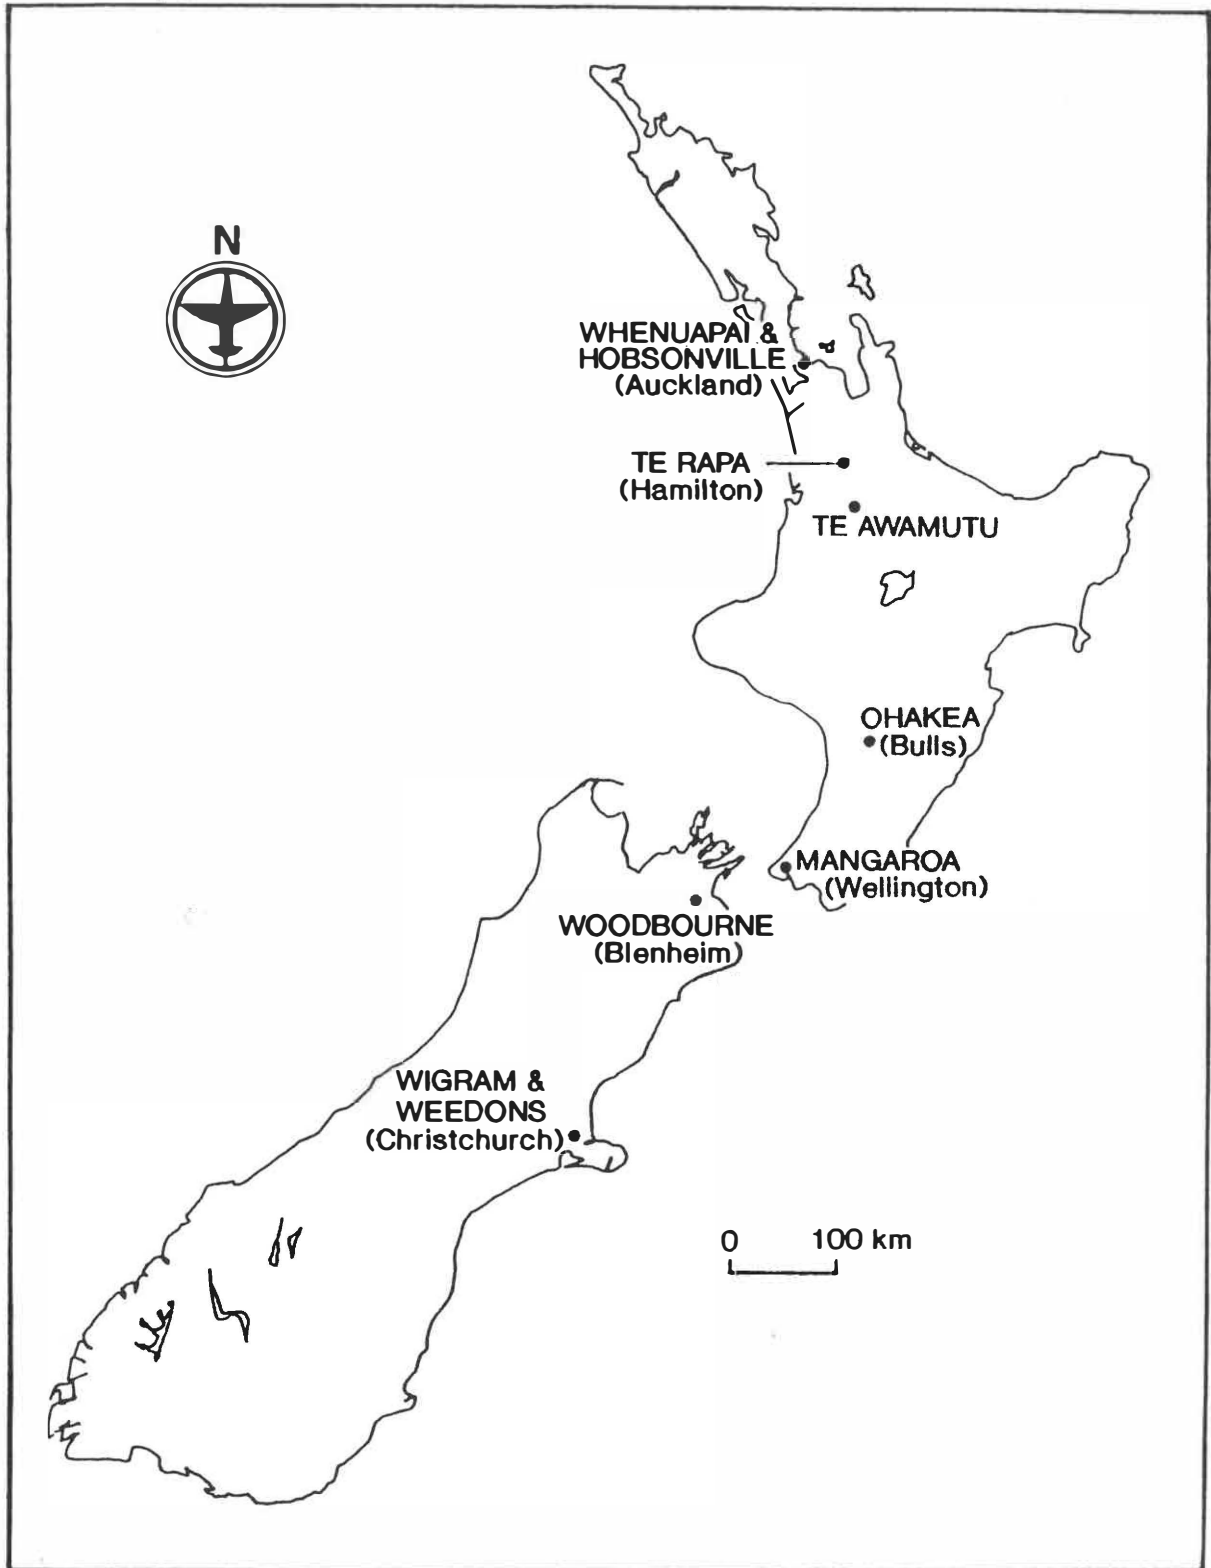 N
WHENUAPAI &
HOBSONVILLE
(Auckland)
TE RAPA
(Hamilton)
TE AWAMUTU
OHAKEA
(Bulls)
MANGAROA
(Wellington)
WOODBOURNE
(Blenheim)
WIGRAM &
WEEDONS
(Christchurch)
0 100 km